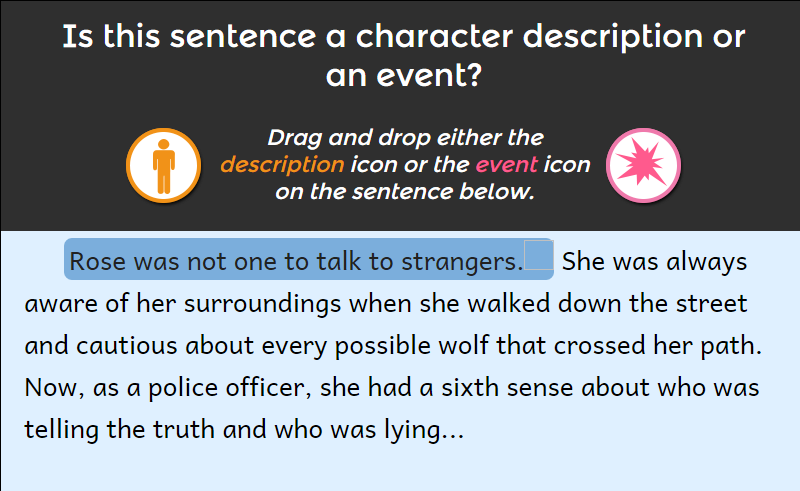 Is this sentence a character description or
an event?
Drag and drop either the
description icon or the event icon
on the sentence below.
Rose was not one to talk to strangers. She was always
aware of her surroundings when she walked down the street
and cautious about every possible wolf that crossed her path.
Now, as a police officer, she had a sixth sense about who was
telling the truth and who was lying...